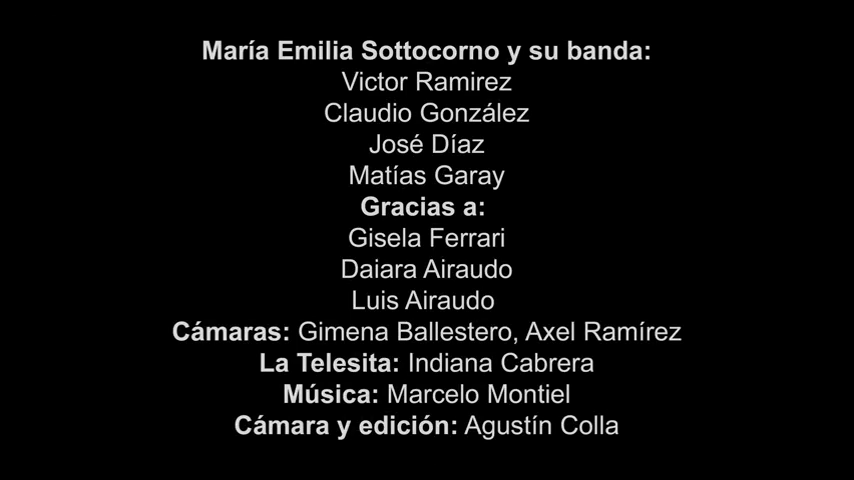 María Emilia Sottocorno y su banda:
Victor Ramirez
Claudio González
José Díaz
Matías Garay
Gracias a:
Gisela Ferrari
Daiara Airaudo
Luis Airaudo
Cámaras: Gimena Ballestero, Axel Ramírez
La Telesita: Indiana Cabrera
Música: Marcelo Montiel
Cámara y edición: Agustín Colla